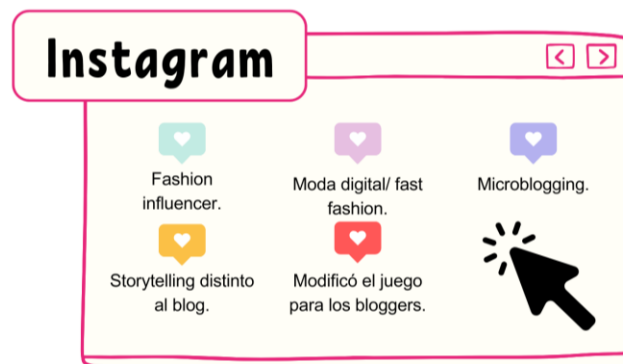 Instagram
Fashion
influencer.
Moda digital/ fast
fashion.
Microblogging.
Storytelling distinto
al blog.
Modificó el juego
para los bloggers.